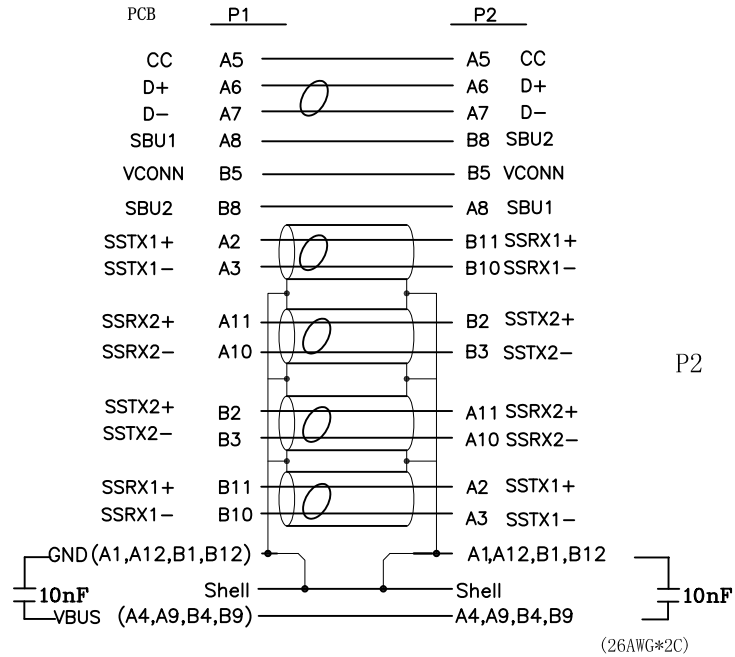 PCB P1 P2
CC A5 A5 CC
D+ A6 A6 D+
D- A7 A7 D-
SBU1 A8 B8 SBU2
VCONN B5 B5 VCONN
SBU2 B8 A8 SBU1
SSTX1+ A2 B11 SSRX1+
SSTX1- A3 B10 SSRX1-
SSRX2+ A11 B2 SSTX2+
SSRX2- A10 B3 SSTX2-
P2
SSTX2+ B2 A11 SSRX2+
SSTX2- B3 A10 SSRX2-
SSRX1+ B11 A2 SSTX1+
SSRX1- B10 A3 SSTX1-
GND (A1,A12,B1,B12) A1,A12,B1,B12
10nF Shell Shell 10nF
VBUS (A4,A9,B4,B9) A4,A9,B4,B9
(26AWG*2C)